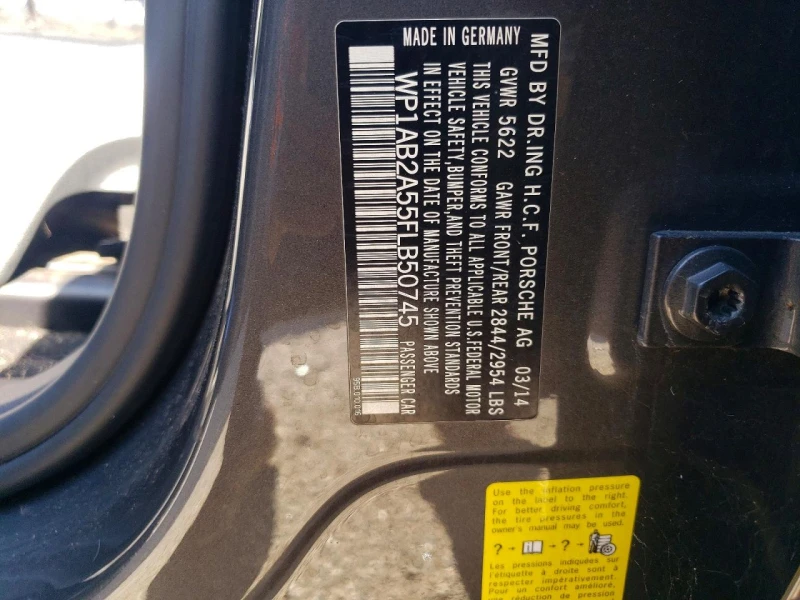 MFD BY DR.ING H.C.F. PORSCHE AG 03/14
GVWR 5622 GAWR FRONT/REAR 2844/2954 LBS
THIS VEHICLE CONFORMS TO ALL APPLICABLE U.S.FEDERAL MOTOR
VEHICLE SAFETY,BUMPER,AND THEFT PREVENTION STANDARDS
IN EFFECT ON THE DATE OF MANUFACTURE SHOWN ABOVE
WP1AB2A55FLB50745 PASSENGER CAR
MADE IN GERMANY
95B.010.016
Use the inflation pressure
on the label to the right.
For better driving comfort,
the tire pressures in the
owner's manual may be used.
? → → ? →
Les pressions indiquées sur
l'étiquette à droite sont à
respecter impérativement.
Pour un confort de